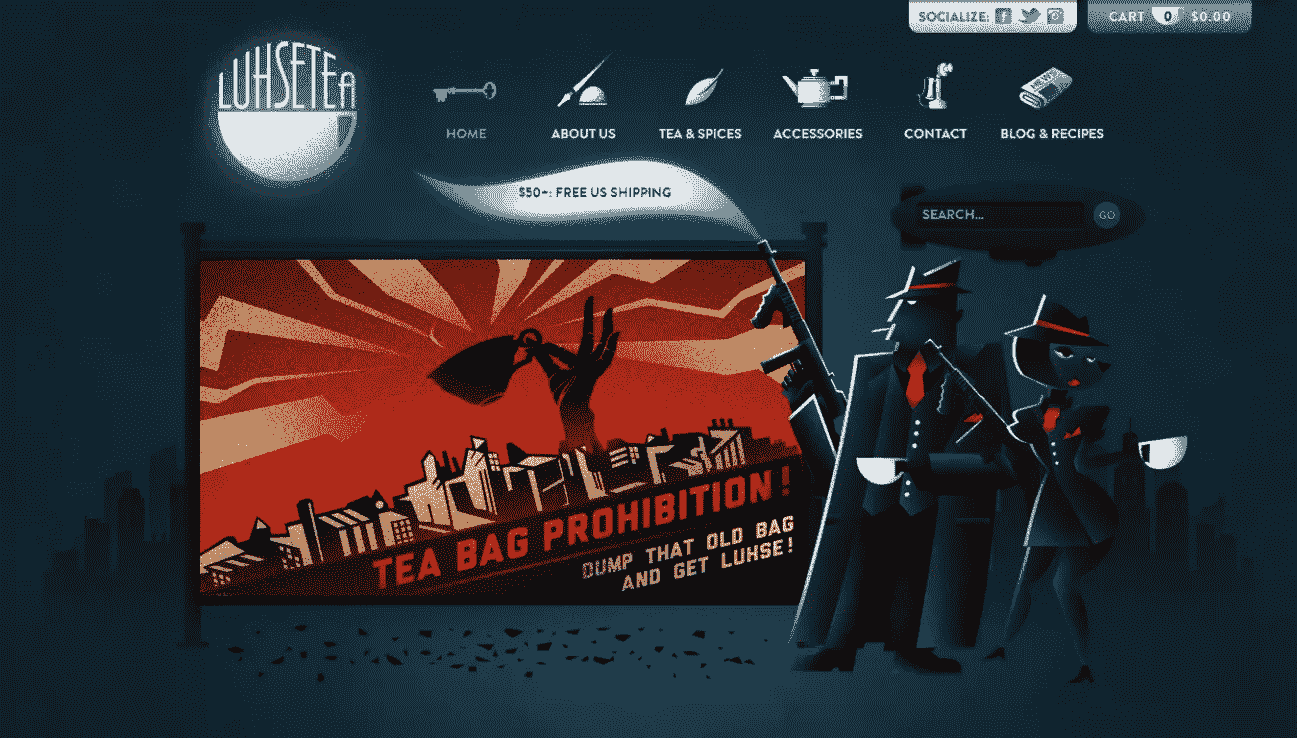 SOCIALIZE:
CART 0 $0.00
LUHSETEA
HOME
ABOUT US
TEA & SPICES
ACCESSORIES
CONTACT
BLOG & RECIPES
$50+: FREE US SHIPPING
SEARCH...
GO
TEA BAG PROHIBITION!
DUMP THAT OLD BAG
AND GET LUHSE!